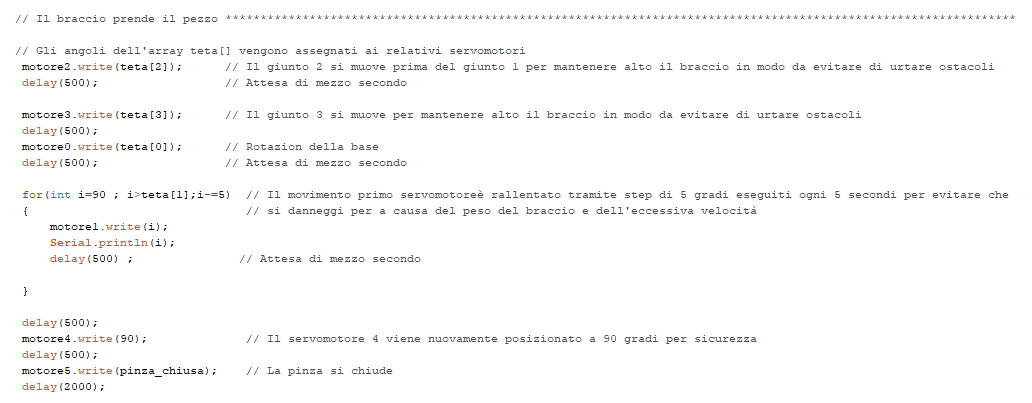 // Il braccio prende il pezzo ******************************************************************************************************************
// Gli angoli dell'array teta[] vengono assegnati ai relativi servomotori
motore2.write(teta[2]);      // Il giunto 2 si muove prima del giunto 1 per mantenere alto il braccio in modo da evitare di urtare ostacoli
delay(500);                  // Attesa di mezzo secondo
motore3.write(teta[3]);      // Il giunto 3 si muove per mantenere alto il braccio in modo da evitare di urtare ostacoli
delay(500);
motore0.write(teta[0]);      // Rotazion della base
delay(500);                  // Attesa di mezzo secondo
for(int i=90 ; i>teta[1];i-=5)  // Il movimento primo servomotoreè rallentato tramite step di 5 gradi eseguiti ogni 5 secondi per evitare che
{                               // si danneggi per a causa del peso del braccio e dell'eccessiva velocità
    motore1.write(i);
    Serial.println(i);
    delay(500) ;               // Attesa di mezzo secondo
}
delay(500);
motore4.write(90);              // Il servomotore 4 viene nuovamente posizionato a 90 gradi per sicurezza
delay(500);
motore5.write(pinza_chiusa);    // La pinza si chiude
delay(2000);